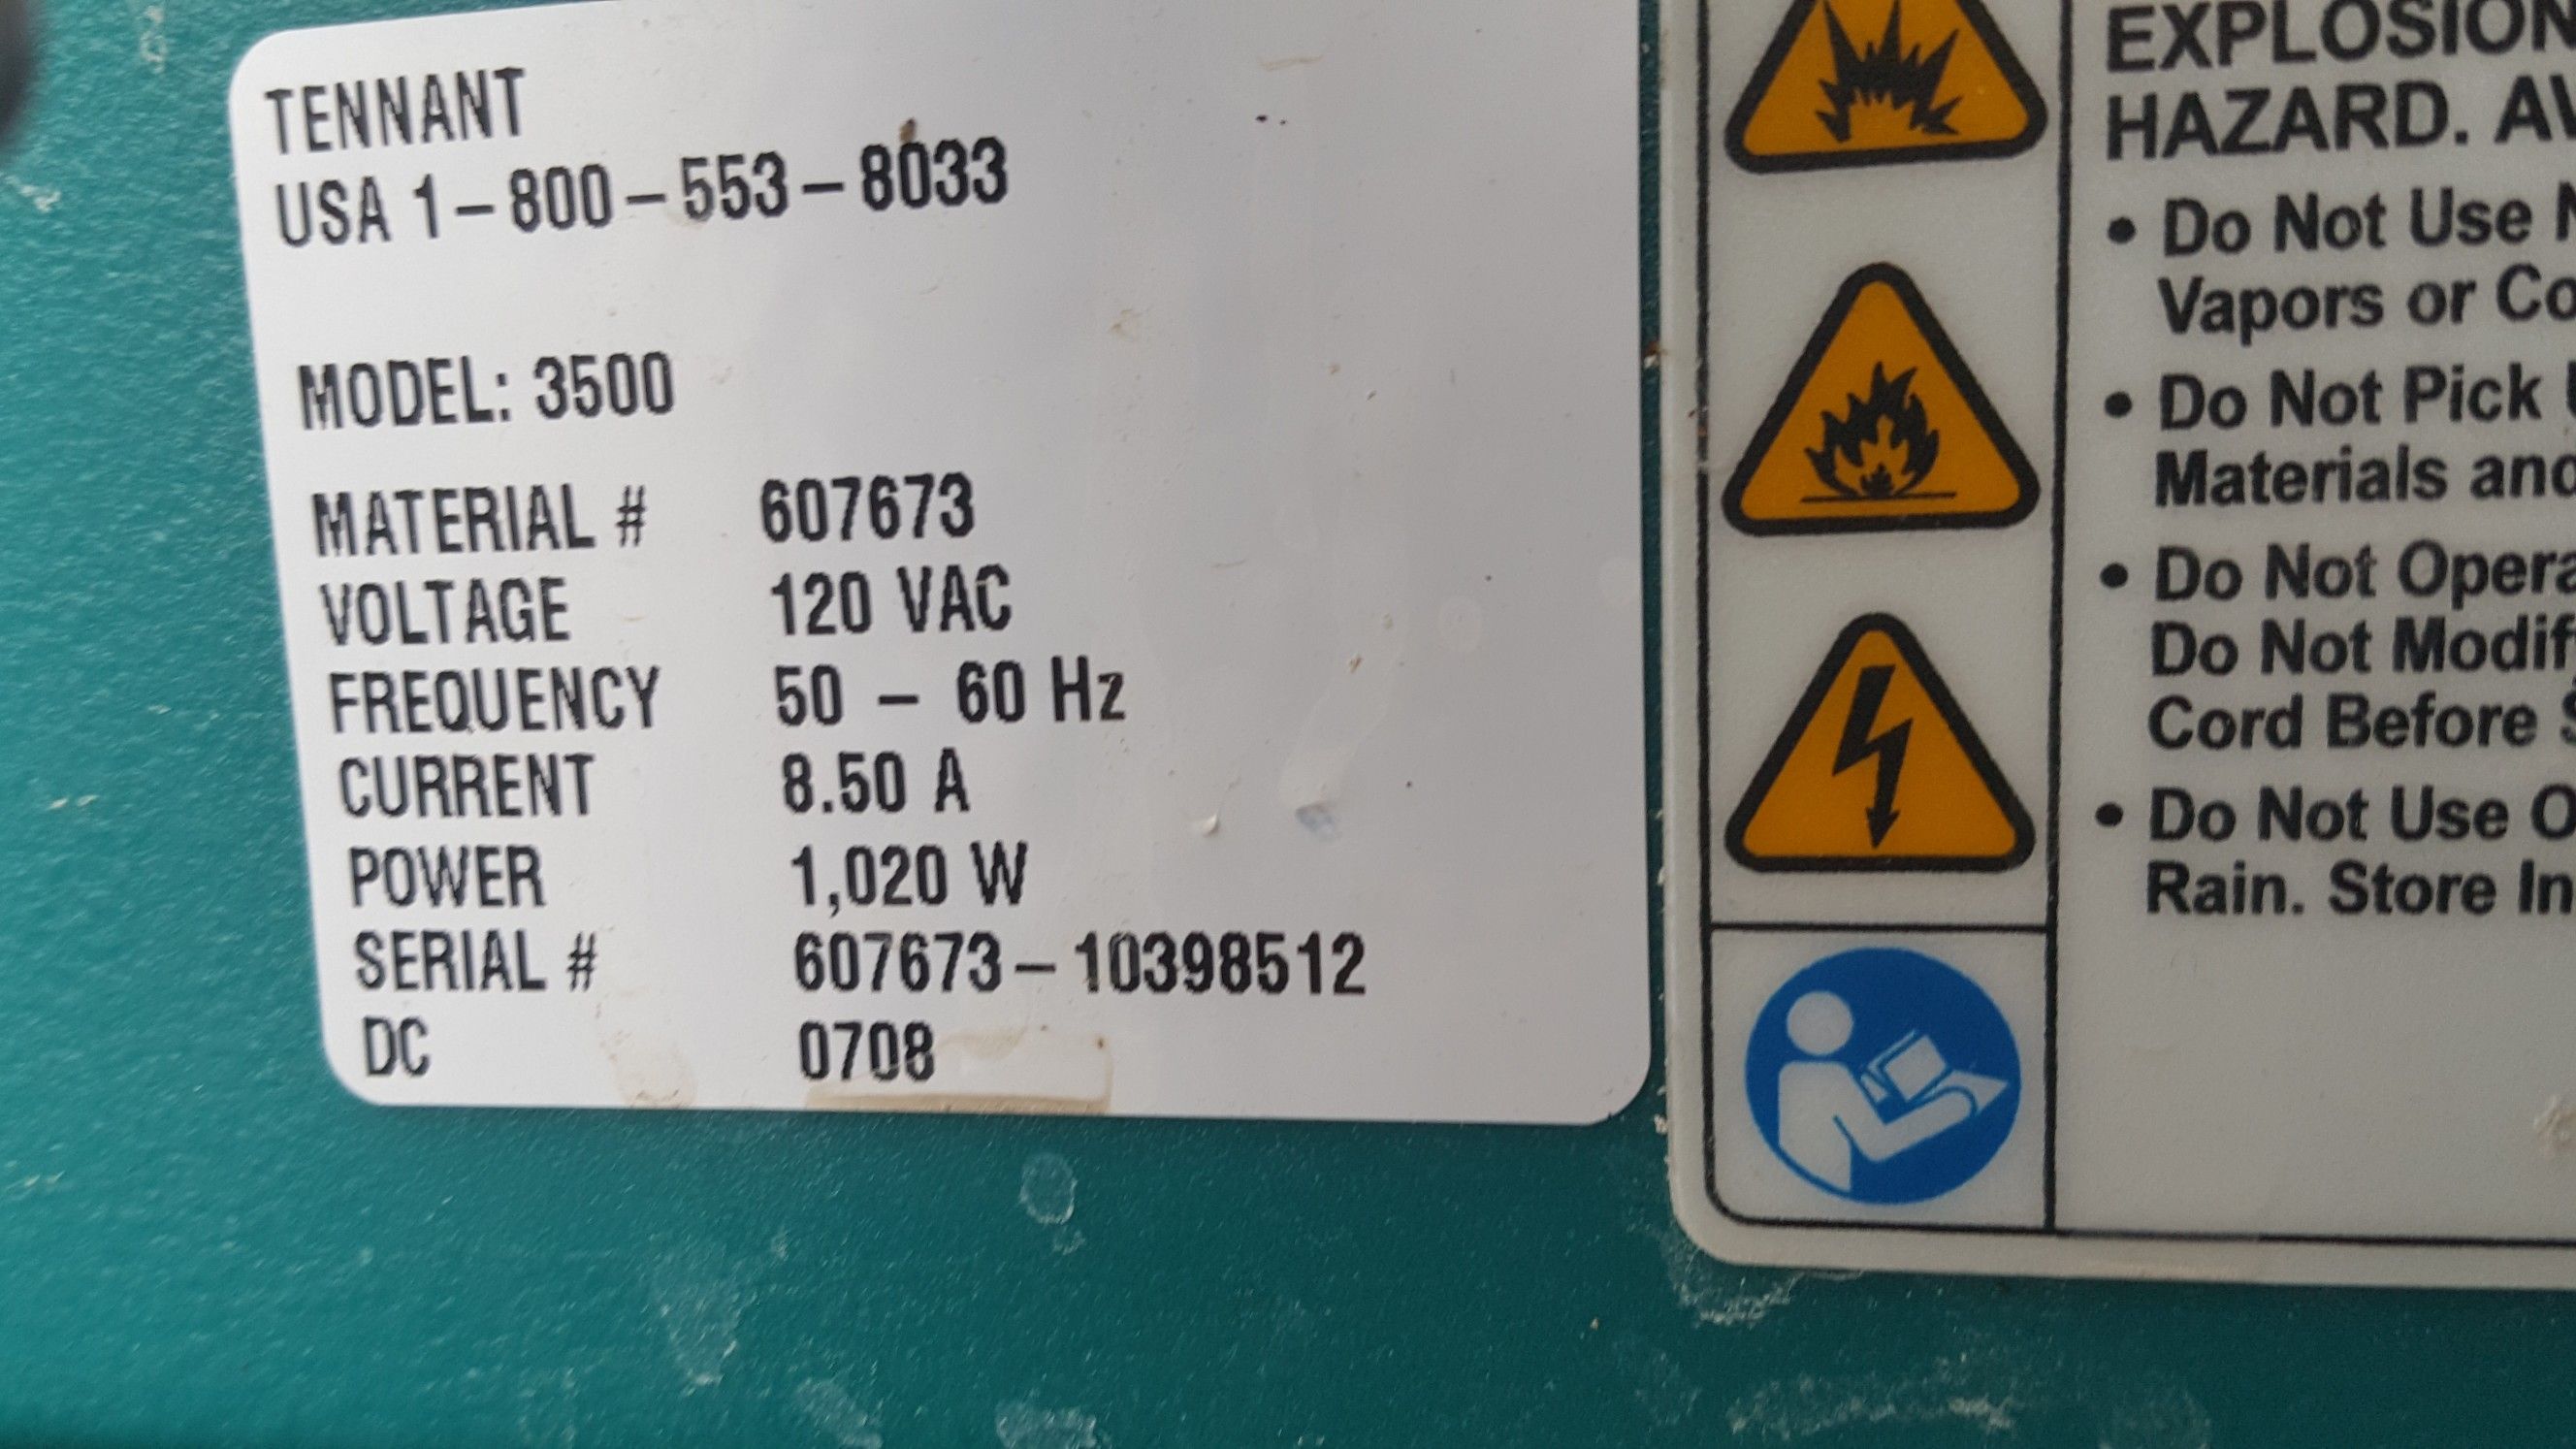 TENNANT
USA 1-800-553-8033
MODEL: 3500
MATERIAL # 607673
VOLTAGE 120 VAC
FREQUENCY 50 - 60 Hz
CURRENT 8.50 A
POWER 1,020 W
SERIAL # 607673-10398512
DC 0708
EXPLOSION
HAZARD.
• Do Not Use
Vapors or
• Do Not Pick
Materials
• Do Not
Do Not
Cord Before
• Do Not Use
Rain. Store